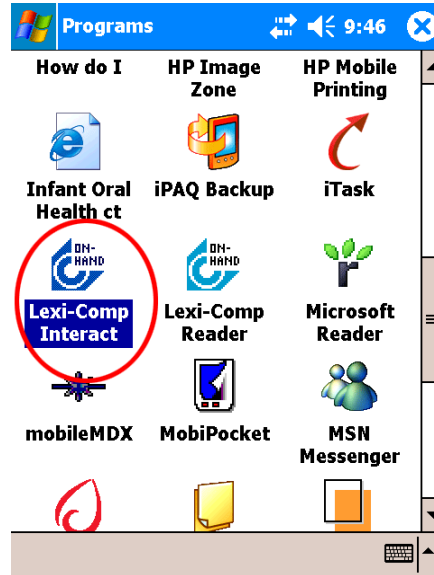 Programs 9:46
How do I HP Image HP Mobile
Zone Printing
Infant Oral iPAQ Backup iTask
Health ct
ON- ON-
HAND HAND
Lexi-Comp Lexi-Comp Microsoft
Interact Reader Reader
mobileMDX MobiPocket MSN
Messenger